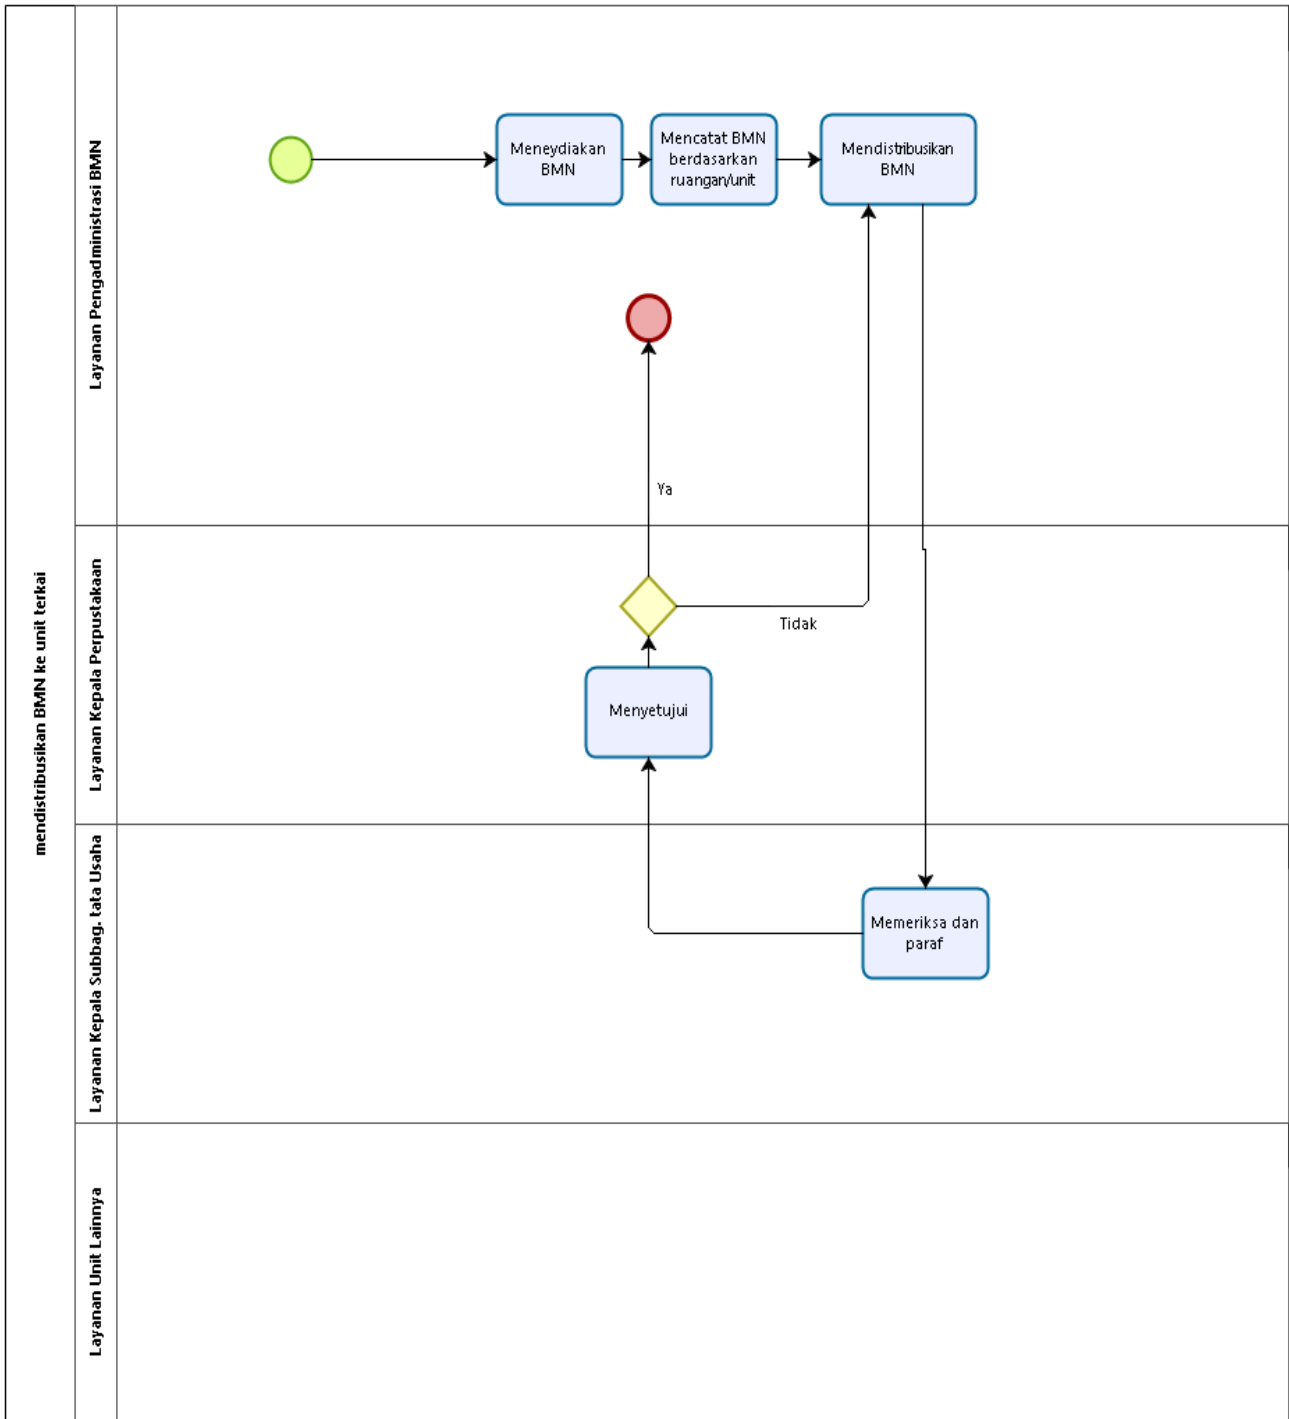 mendistribusikan BMN ke unit terkai
Layanan Pengadministrasi BMN
Meneydiakan
BMN
Mencatat BMN
berdasarkan
ruangan/unit
Mendistribusikan
BMN
Ya
Layanan Kepala Perpustakaan
Tidak
Menyetujui
Layanan Kepala Subbag. tata Usaha
Memeriksa dan
paraf
Layanan Unit Lainnya